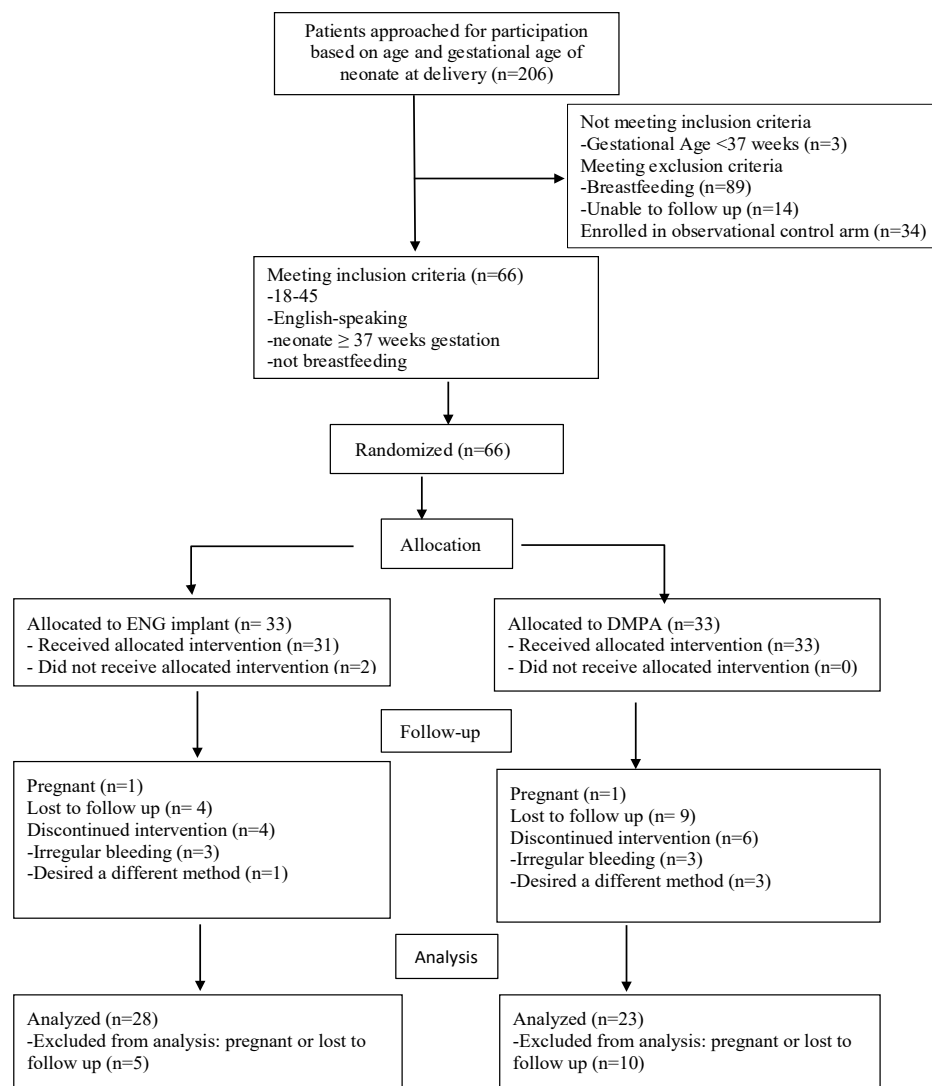 Patients approached for participation
based on age and gestational age of
neonate at delivery (n=206)
Not meeting inclusion criteria
-Gestational Age <37 weeks (n=3)
Meeting exclusion criteria
-Breastfeeding (n=89)
-Unable to follow up (n=14)
Enrolled in observational control arm (n=34)
Meeting inclusion criteria (n=66)
-18-45
-English-speaking
-neonate ≥ 37 weeks gestation
-not breastfeeding
Randomized (n=66)
Allocation
Allocated to ENG implant (n= 33)
- Received allocated intervention (n=31)
- Did not receive allocated intervention (n=2)
Allocated to DMPA (n=33)
- Received allocated intervention (n=33)
- Did not receive allocated intervention (n=0)
Follow-up
Pregnant (n=1)
Lost to follow up (n= 4)
Discontinued intervention (n=4)
-Irregular bleeding (n=3)
-Desired a different method (n=1)
Pregnant (n=1)
Lost to follow up (n= 9)
Discontinued intervention (n=6)
-Irregular bleeding (n=3)
-Desired a different method (n=3)
Analysis
Analyzed (n=28)
-Excluded from analysis: pregnant or lost to
follow up (n=5)
Analyzed (n=23)
-Excluded from analysis: pregnant or lost to
follow up (n=10)